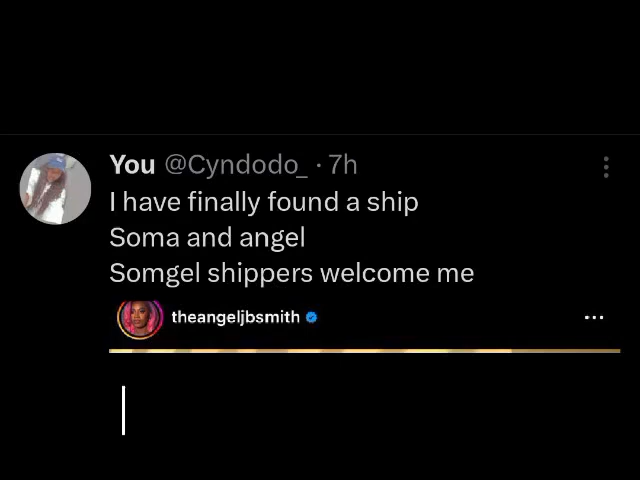 You @Cyndodo_ · 7h
I have finally found a ship
Soma and angel
Somgel shippers welcome me
theangeljbsmith